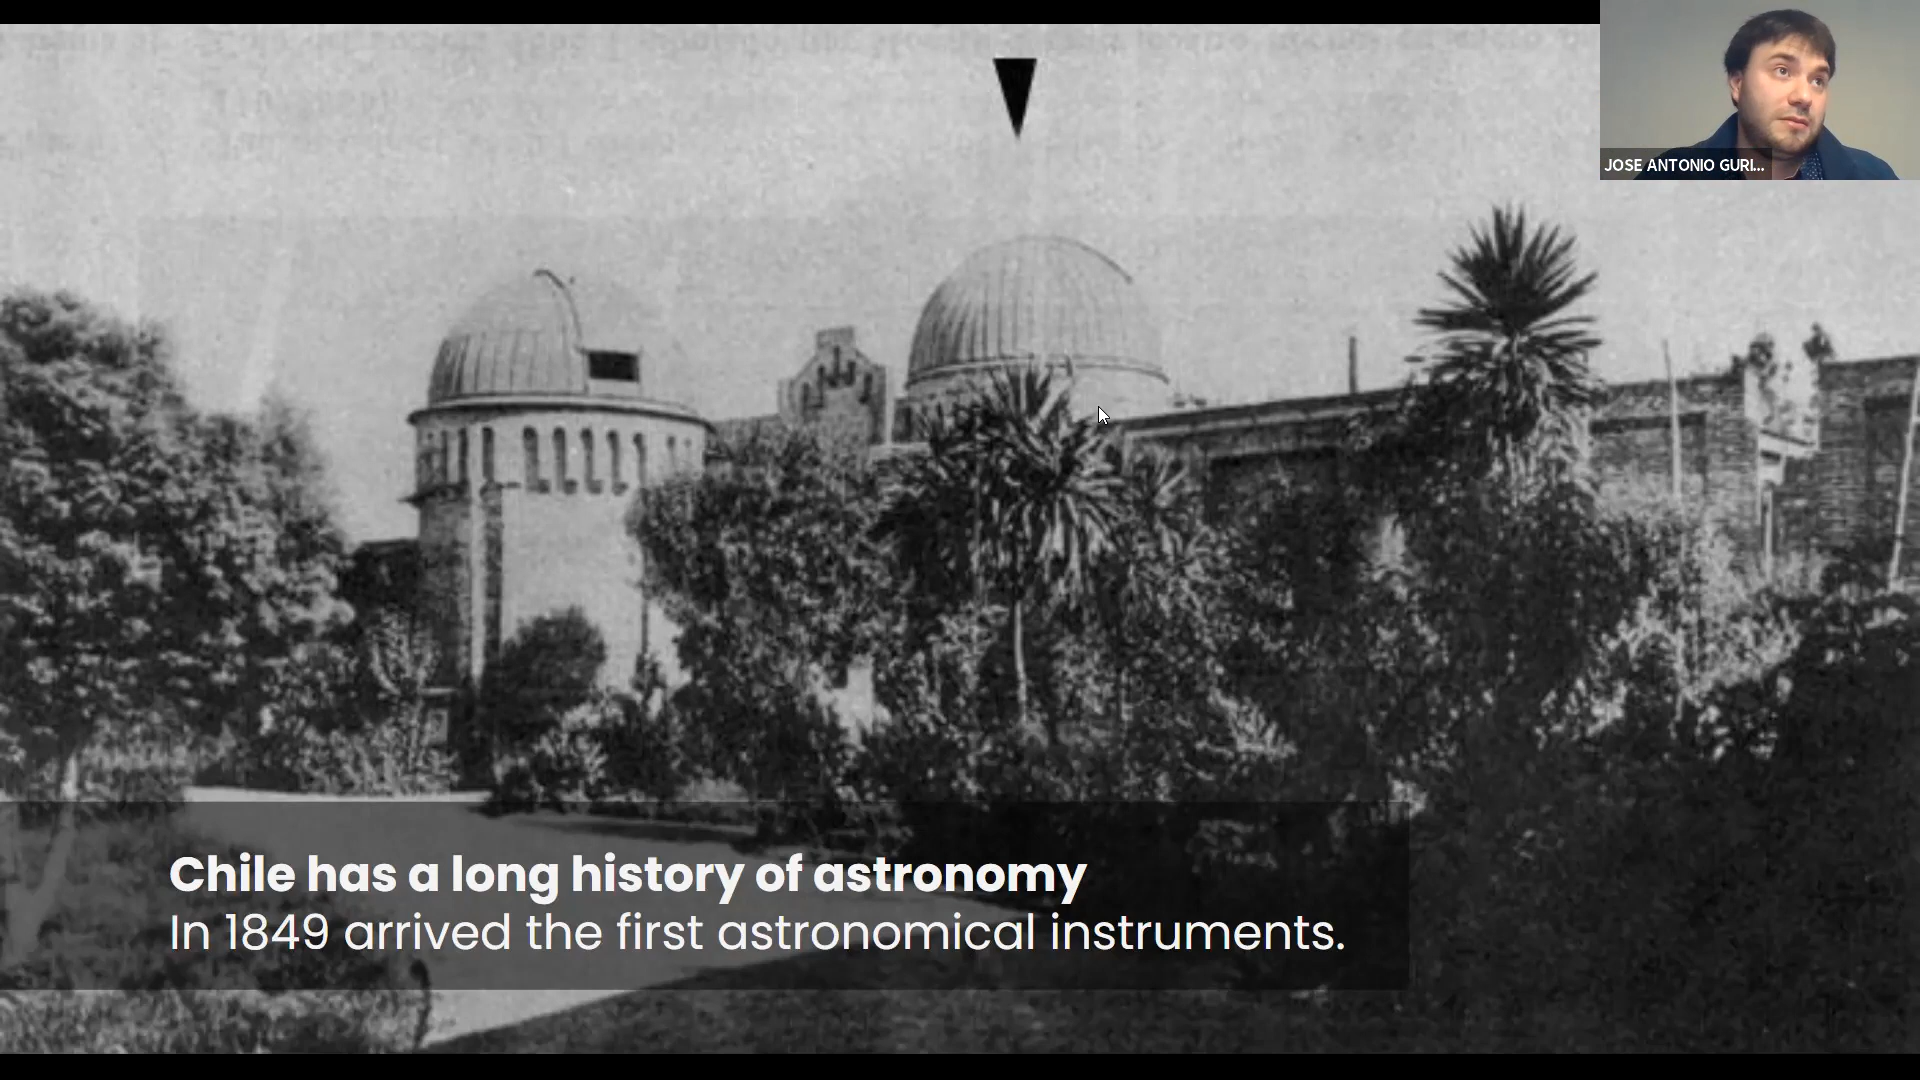 JOSE ANTONIO GURI...
Chile has a long history of astronomy
In 1849 arrived the first astronomical instruments.